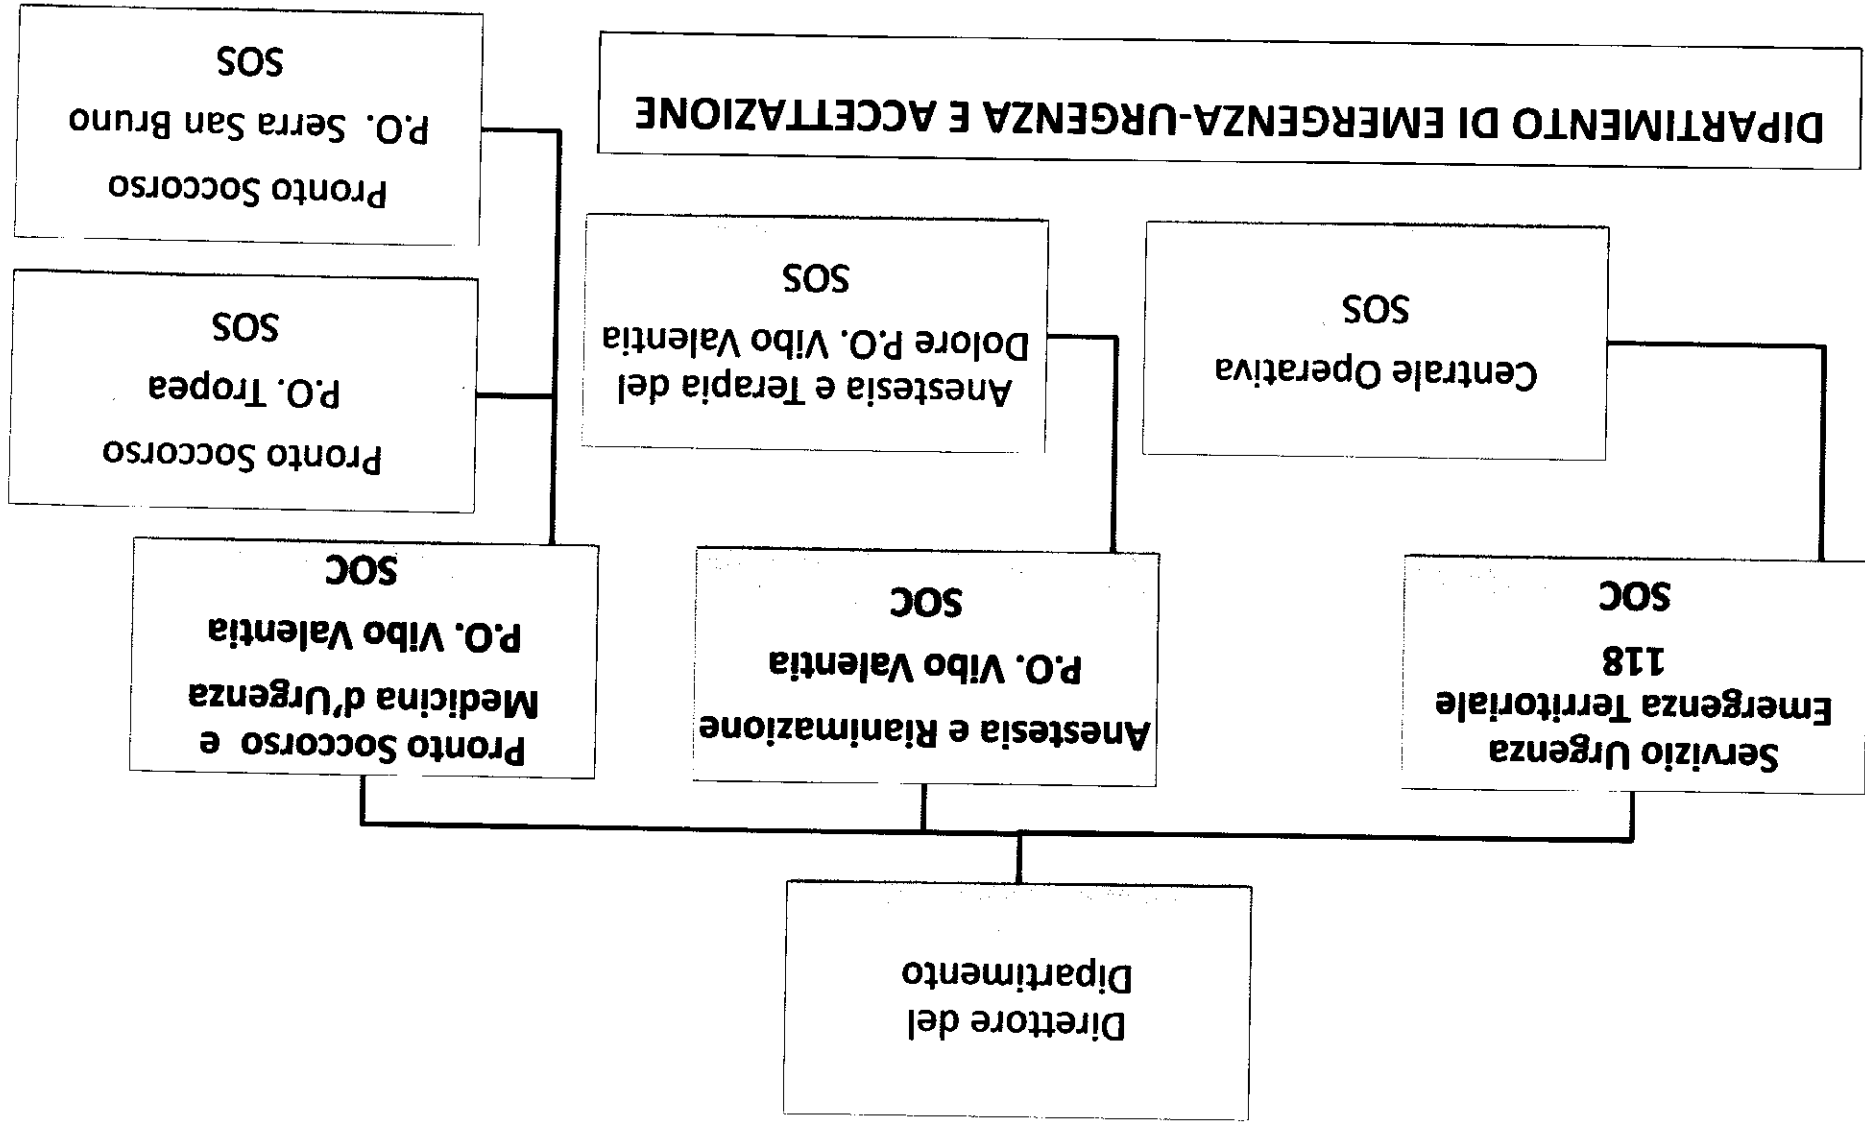 Direttore del
Dipartimento
Servizio Urgenza
Emergenza Territoriale
118
SOC
Anestesia e Rianimazione
P.O. Vibo Valentia
SOC
Pronto Soccorso e
Medicina d'Urgenza
P.O. Vibo Valentia
SOC
Centrale Operativa
SOS
Anestesia e Terapia del
Dolore P.O. Vibo Valentia
SOS
Pronto Soccorso
P.O. Tropea
SOS
Pronto Soccorso
P.O. Serra San Bruno
SOS
DIPARTIMENTO DI EMERGENZA-URGENZA E ACCETTAZIONE